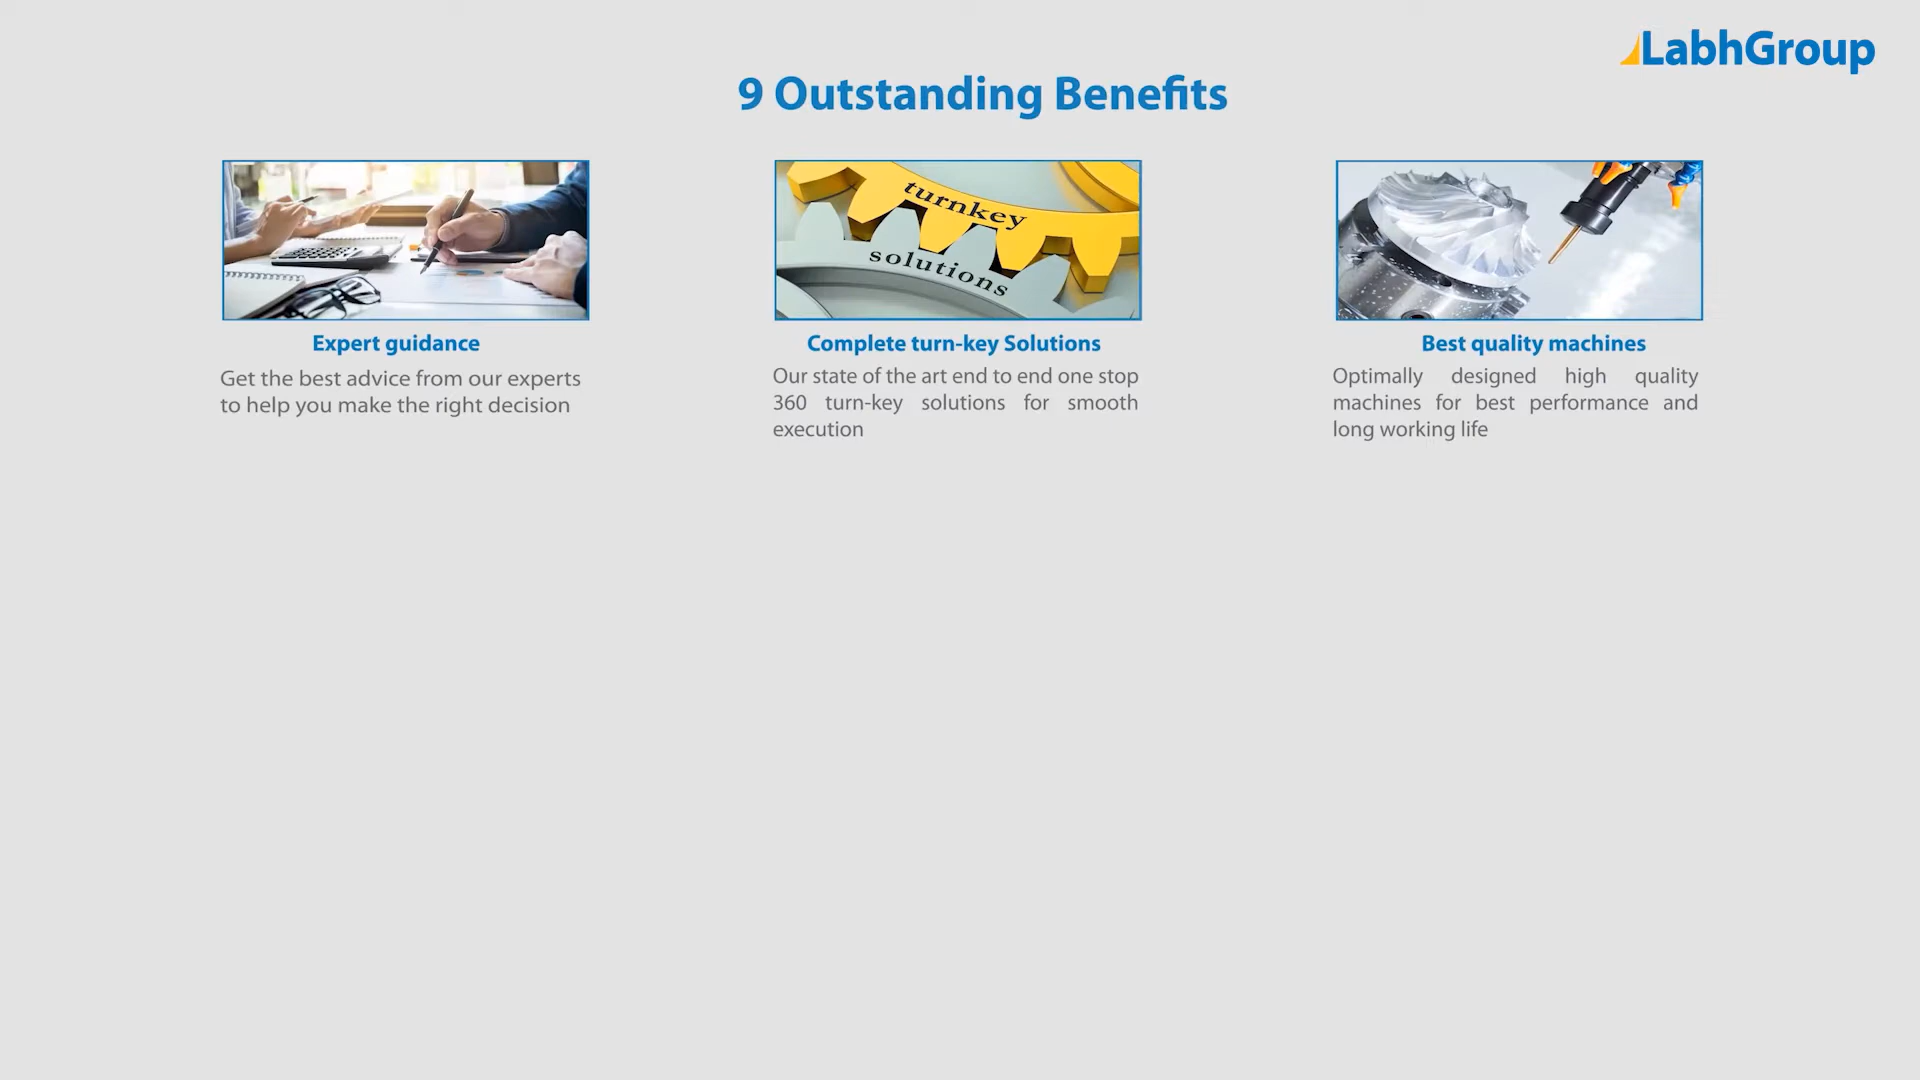 LabhGroup
9 Outstanding Benefits
turnkey
solutions
Expert guidance
Get the best advice from our experts
to help you make the right decision
Complete turn-key Solutions
Our state of the art end to end one stop
360 turn-key solutions for smooth
execution
Best quality machines
Optimally designed high quality
machines for best performance and
long working life